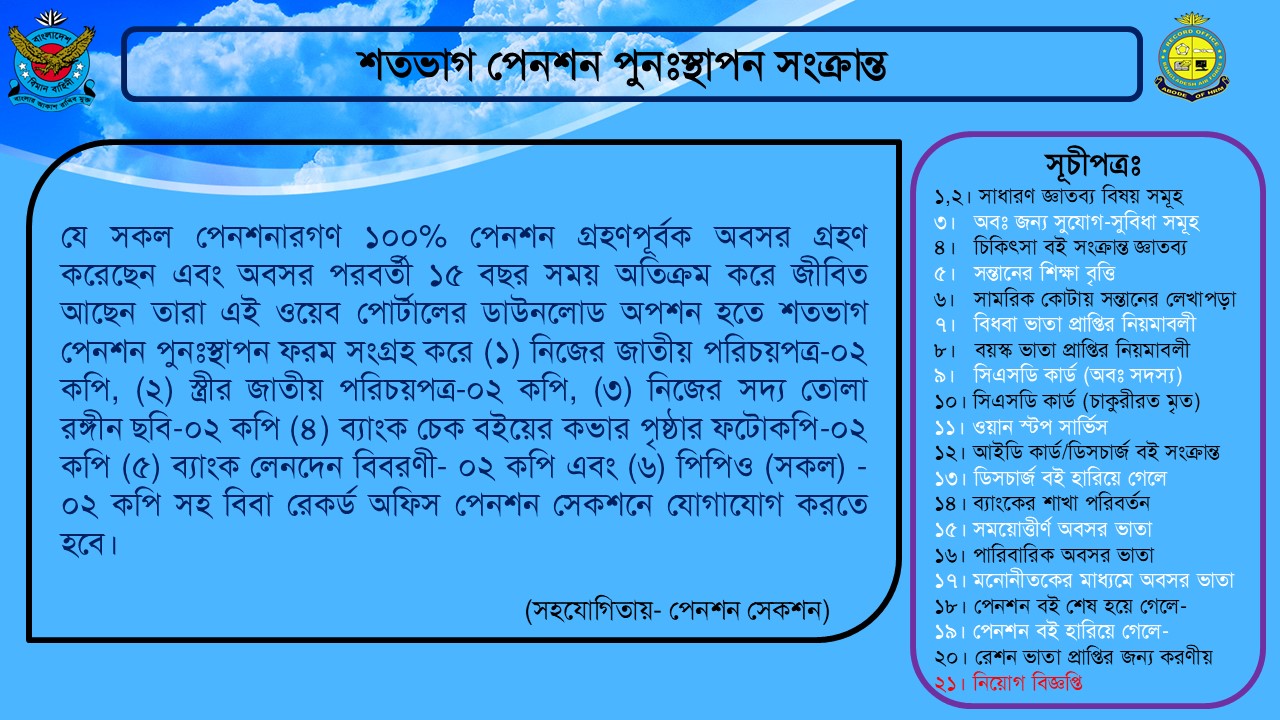 শতভাগ পেনশন পুনঃস্থাপন সংক্রান্ত
বাংলাদেশ
বিমান বাহিনী
বাংলার আকাশ রাখিব মুক্ত
RECORD OFFICE
BANGLADESH AIR FORCE
ABODE OF HRM
যে সকল পেনশনারগণ ১০০% পেনশন গ্রহণপূর্বক অবসর গ্রহণ
করেছেন এবং অবসর পরবর্তী ১৫ বছর সময় অতিক্রম করে জীবিত
আছেন তারা এই ওয়েব পোর্টালের ডাউনলোড অপশন হতে শতভাগ
পেনশন পুনঃস্থাপন ফরম সংগ্রহ করে (১) নিজের জাতীয় পরিচয়পত্র-০২
কপি, (২) স্ত্রীর জাতীয় পরিচয়পত্র-০২ কপি, (৩) নিজের সদ্য তোলা
রঙ্গীন ছবি-০২ কপি (৪) ব্যাংক চেক বইয়ের কভার পৃষ্ঠার ফটোকপি-০২
কপি (৫) ব্যাংক লেনদেন বিবরণী- ০২ কপি এবং (৬) পিপিও (সকল) -
০২ কপি সহ বিবা রেকর্ড অফিস পেনশন সেকশনে যোগাযোগ করতে
হবে।
(সহযোগিতায়- পেনশন সেকশন)
সূচীপত্রঃ
১,২। সাধারণ জ্ঞাতব্য বিষয় সমূহ
৩। অবঃ জন্য সুযোগ-সুবিধা সমূহ
৪। চিকিৎসা বই সংক্রান্ত জ্ঞাতব্য
৫। সন্তানের শিক্ষা বৃত্তি
৬। সামরিক কোটায় সন্তানের লেখাপড়া
৭। বিধবা ভাতা প্রাপ্তির নিয়মাবলী
৮। বয়স্ক ভাতা প্রাপ্তির নিয়মাবলী
৯। সিএসডি কার্ড (অবঃ সদস্য)
১০। সিএসডি কার্ড (চাকুরীরত মৃত)
১১। ওয়ান স্টপ সার্ভিস
১২। আইডি কার্ড/ডিসচার্জ বই সংক্রান্ত
১৩। ডিসচার্জ বই হারিয়ে গেলে
১৪। ব্যাংকের শাখা পরিবর্তন
১৫। সময়োত্তীর্ণ অবসর ভাতা
১৬। পারিবারিক অবসর ভাতা
১৭। মনোনীতকের মাধ্যমে অবসর ভাতা
১৮। পেনশন বই শেষ হয়ে গেলে-
১৯। পেনশন বই হারিয়ে গেলে-
২০। রেশন ভাতা প্রাপ্তির জন্য করণীয়
২১। নিয়োগ বিজ্ঞপ্তি